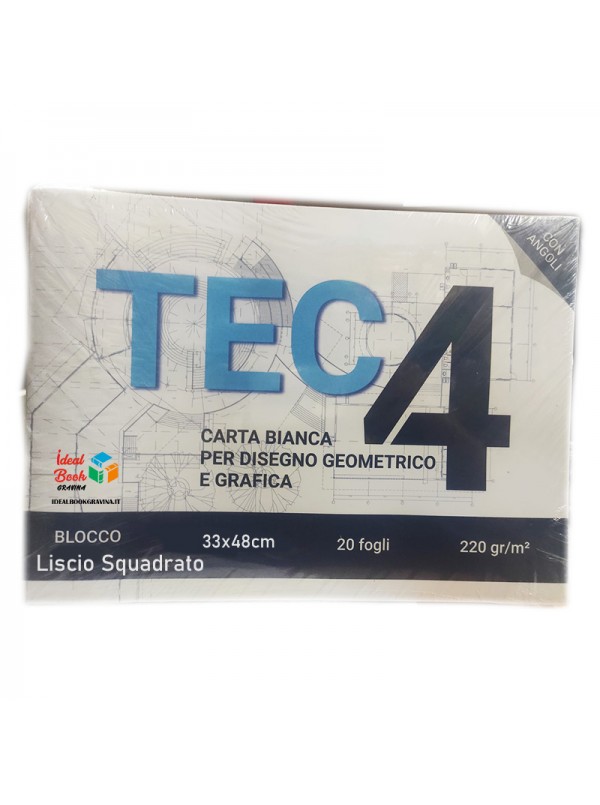 CON
ANGOLI
TEC4
CARTA BIANCA
PER DISEGNO GEOMETRICO
E GRAFICA
ideal
Book
GRAVINA
IDEALBOOKGRAVINA.IT
BLOCCO 33x48cm 20 fogli 220 gr/m²
Liscio Squadrato